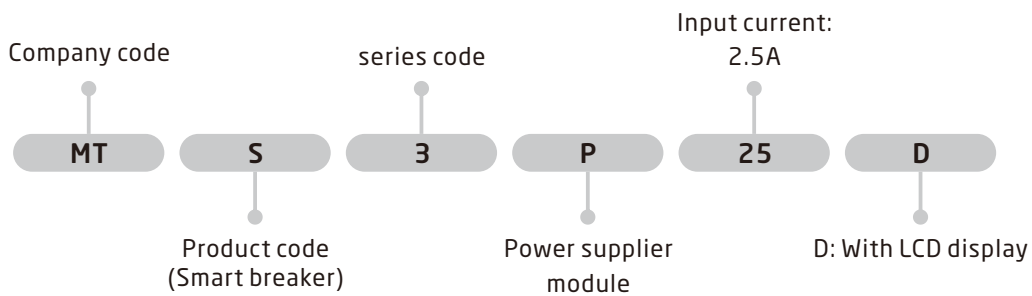 Input current:
2.5A
Company code
series code
MT
S
3
P
25
D
Product code
(Smart breaker)
Power supplier
module
D: With LCD display